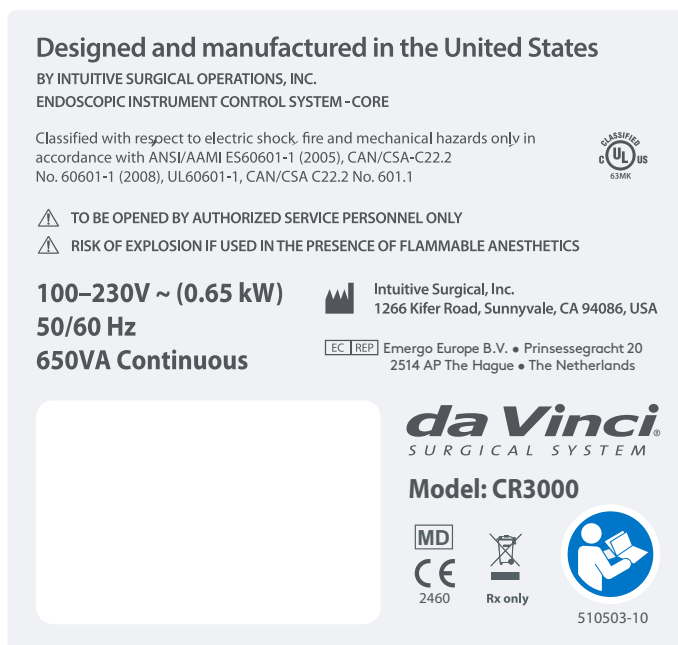 Designed and manufactured in the United States
BY INTUITIVE SURGICAL OPERATIONS, INC.
ENDOSCOPIC INSTRUMENT CONTROL SYSTEM - CORE
Classified with respect to electric shock, fire and mechanical hazards only in
accordance with ANSI/AAMI ES60601-1 (2005), CAN/CSA-C22.2
No. 60601-1 (2008), UL60601-1, CAN/CSA C22.2 No. 601.1
CLASSIFIED
C UL US
63MK
TO BE OPENED BY AUTHORIZED SERVICE PERSONNEL ONLY
RISK OF EXPLOSION IF USED IN THE PRESENCE OF FLAMMABLE ANESTHETICS
100–230V ~ (0.65 kW)
50/60 Hz
650VA Continuous
Intuitive Surgical, Inc.
1266 Kifer Road, Sunnyvale, CA 94086, USA
EC REP Emergo Europe B.V. • Prinsessegracht 20
2514 AP The Hague • The Netherlands
da Vinci®
SURGICAL SYSTEM
Model: CR3000
MD
CE
2460
Rx only
510503-10